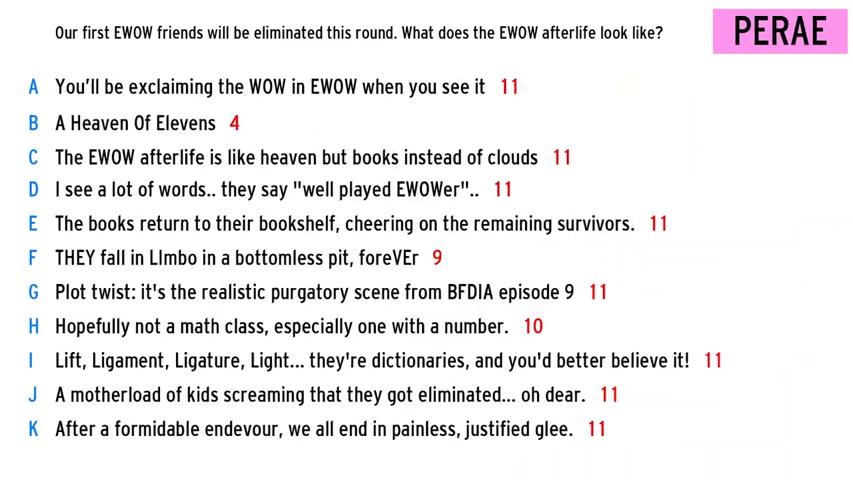 Our first EWOW friends will be eliminated this round. What does the EWOW afterlife look like?
PERAE
A You'll be exclaiming the WOW in EWOW when you see it 11
B A Heaven Of Elevens 4
C The EWOW afterlife is like heaven but books instead of clouds 11
D I see a lot of words.. they say "well played EWOWer".. 11
E The books return to their bookshelf, cheering on the remaining survivors. 11
F THEY fall in LImbo in a bottomless pit, foreVEr 9
G Plot twist: it's the realistic purgatory scene from BFDIA episode 9 11
H Hopefully not a math class, especially one with a number. 10
I Lift, Ligament, Ligature, Light... they're dictionaries, and you'd better believe it! 11
J A motherload of kids screaming that they got eliminated... oh dear. 11
K After a formidable endevour, we all end in painless, justified glee. 11